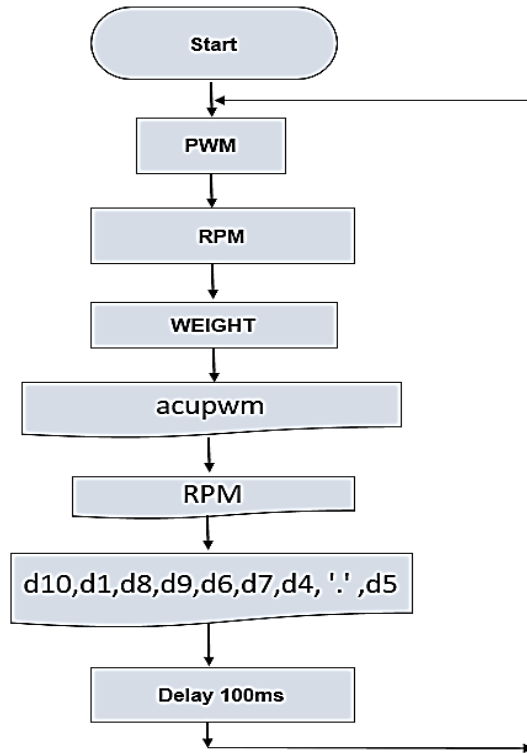 Start
PWM
RPM
WEIGHT
acupwm
RPM
d10,d1,d8,d9,d6,d7,d4, '.' ,d5
Delay 100ms